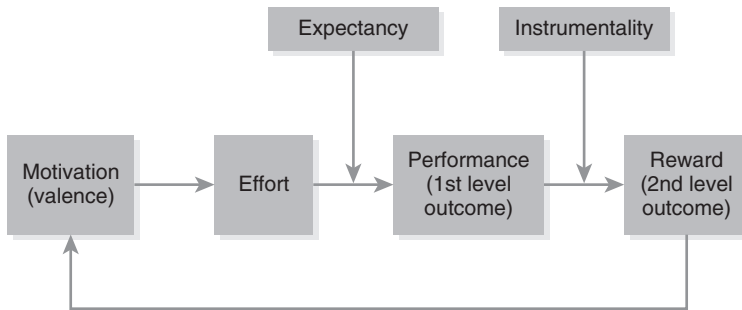 Expectancy
Instrumentality
Motivation
(valence)
Effort
Performance
(1st level
outcome)
Reward
(2nd level
outcome)